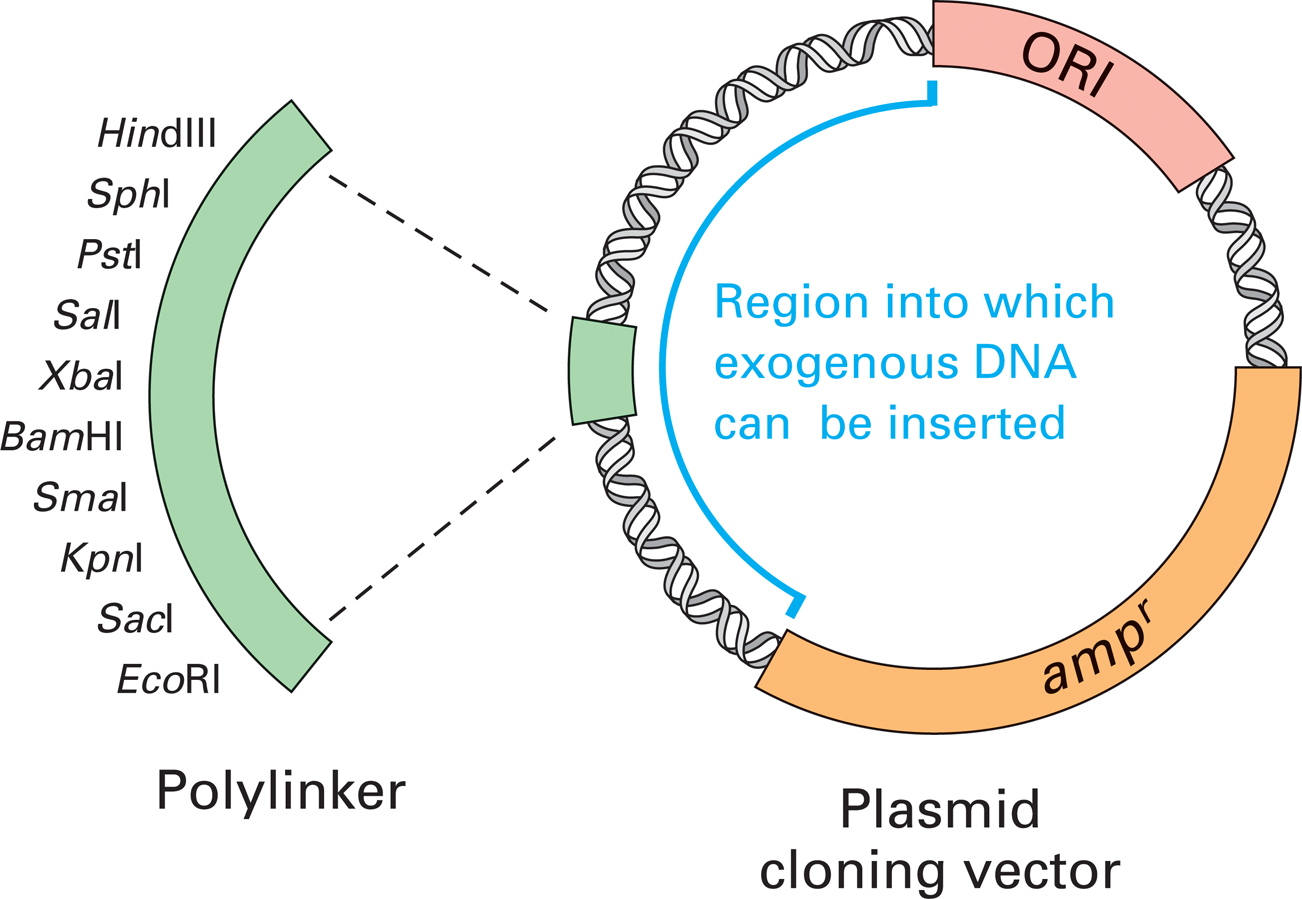 HindIII
SphI
PstI
SalI
XbaI
BamHI
SmaI
KpnI
SacI
EcoRI
Polylinker
ORI
Region into which
exogenous DNA
can be inserted
ampʳ
Plasmid
cloning vector